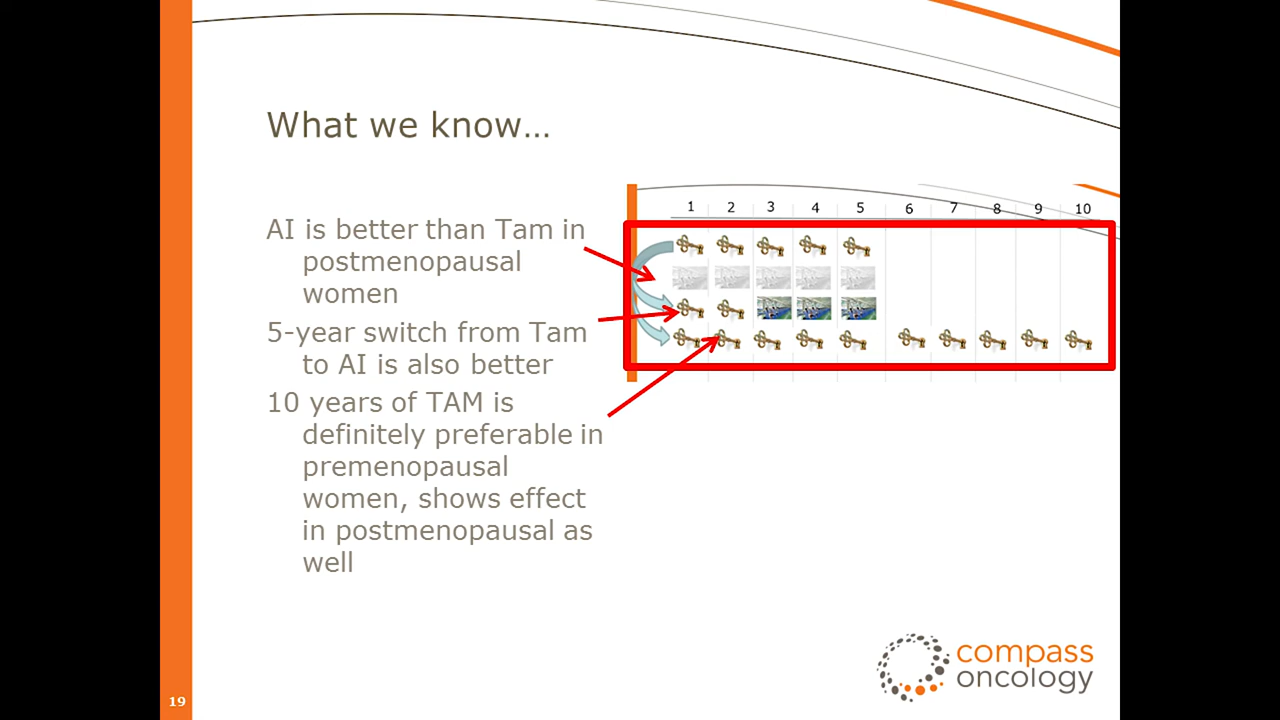 What we know…
AI is better than Tam in
postmenopausal
women
5-year switch from Tam
to AI is also better
10 years of TAM is
definitely preferable in
premenopausal
women, shows effect
in postmenopausal as
well
1 2 3 4 5 6 7 8 9 10
compass
oncology
19